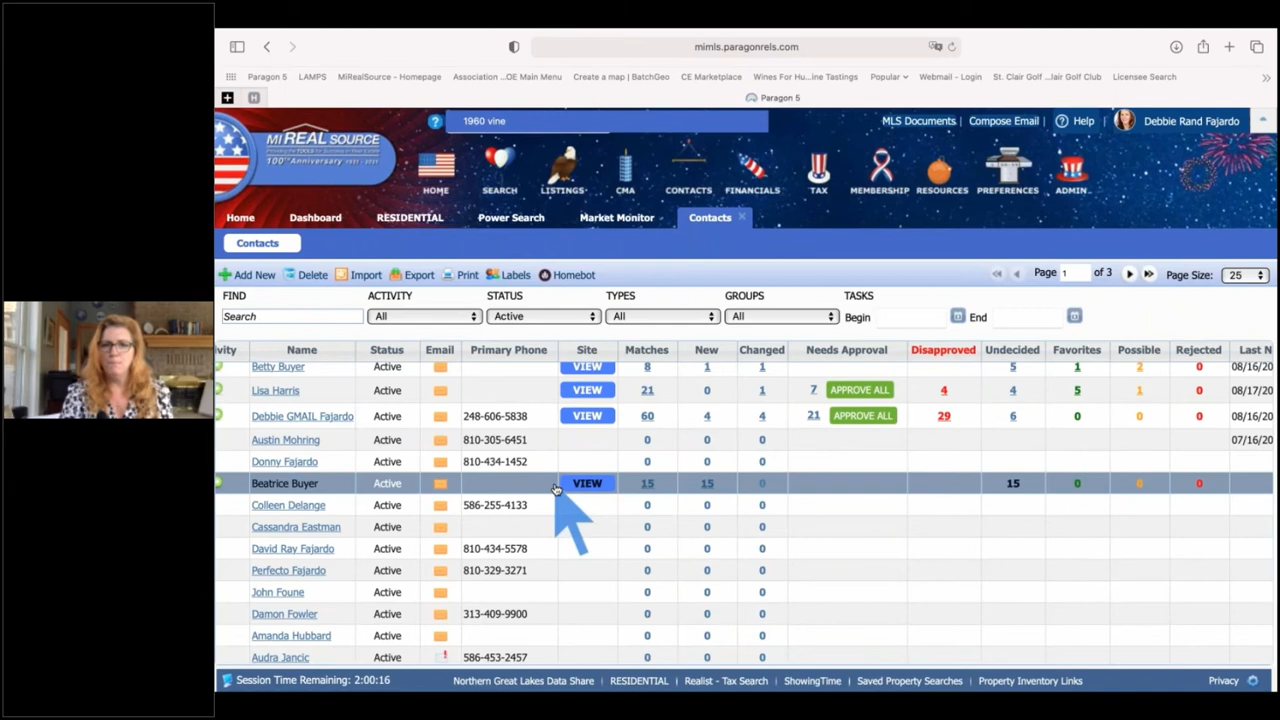 mimls.paragonrels.com
Paragon 5 LAMPS MiRealSource - Homepage Association ...OE Main Menu Create a map | BatchGeo CE Marketplace Wines For Hu...ine Tastings Popular Webmail - Login St. Clair Golf ...lair Golf Club Licensee Search
H Paragon 5
? 1960 vine MLS Documents Compose Email Help Debbie Rand Fajardo
MI REAL SOURCE
100th Anniversary 1921 - 2021
HOME SEARCH LISTINGS CMA CONTACTS FINANCIALS TAX MEMBERSHIP RESOURCES PREFERENCES ADMIN
Home Dashboard RESIDENTIAL Power Search Market Monitor Contacts
Contacts
Add New Delete Import Export Print Labels Homebot Page 1 of 3 Page Size: 25
FIND ACTIVITY STATUS TYPES GROUPS TASKS
Search All Active All All Begin End
ivity Name Status Email Primary Phone Site Matches New Changed Needs Approval Disapproved Undecided Favorites Possible Rejected Last N
Betty Buyer Active VIEW 8 1 1 5 1 2 0 08/16/20
Lisa Harris Active VIEW 21 0 1 7 APPROVE ALL 4 4 5 1 0 08/17/20
Debbie GMAIL Fajardo Active 248-606-5838 VIEW 60 4 4 21 APPROVE ALL 29 6 0 0 0 08/16/20
Austin Mohring Active 810-305-6451 0 0 0 07/16/20
Donny Fajardo Active 810-434-1452 0 0 0
Beatrice Buyer Active VIEW 15 15 0 15 0 0 0
Colleen Delange Active 586-255-4133 0 0 0
Cassandra Eastman Active 0 0 0
David Ray Fajardo Active 810-434-5578 0 0 0
Perfecto Fajardo Active 810-329-3271 0 0 0
John Foune Active 0 0 0
Damon Fowler Active 313-409-9900 0 0 0
Amanda Hubbard Active 0 0 0
Audra Jancic Active 586-453-2457 0 0 0
Session Time Remaining: 2:00:16 Northern Great Lakes Data Share | RESIDENTIAL | Realist - Tax Search | ShowingTime | Saved Property Searches | Property Inventory Links Privacy